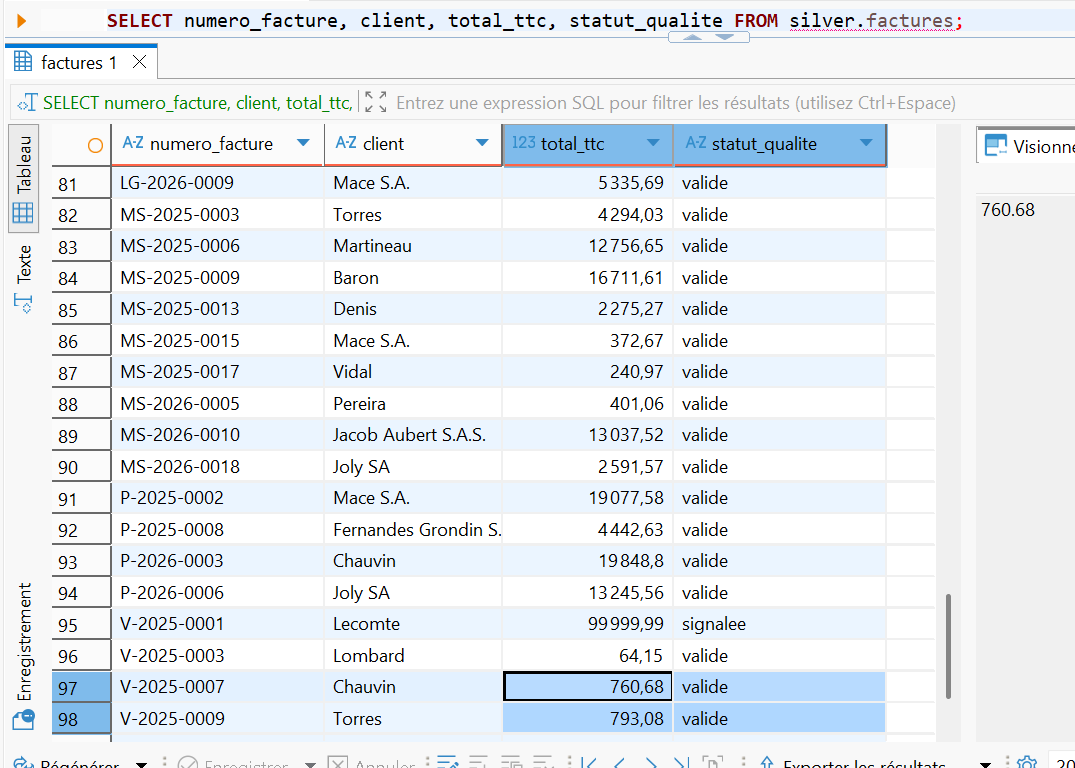 SELECT numero_facture, client, total_ttc, statut_qualite FROM silver.factures;
factures 1
SELECT numero_facture, client, total_ttc, Entrez une expression SQL pour filtrer les résultats (utilisez Ctrl+Espace)
Tableau
Texte
Enregistrement
A-Z numero_facture A-Z client 123 total_ttc A-Z statut_qualite
81 LG-2026-0009 Mace S.A. 5 335,69 valide
82 MS-2025-0003 Torres 4 294,03 valide
83 MS-2025-0006 Martineau 12 756,65 valide
84 MS-2025-0009 Baron 16 711,61 valide
85 MS-2025-0013 Denis 2 275,27 valide
86 MS-2025-0015 Mace S.A. 372,67 valide
87 MS-2025-0017 Vidal 240,97 valide
88 MS-2026-0005 Pereira 401,06 valide
89 MS-2026-0010 Jacob Aubert S.A.S. 13 037,52 valide
90 MS-2026-0018 Joly SA 2 591,57 valide
91 P-2025-0002 Mace S.A. 19 077,58 valide
92 P-2025-0008 Fernandes Grondin S. 4 442,63 valide
93 P-2026-0003 Chauvin 19 848,8 valide
94 P-2026-0006 Joly SA 13 245,56 valide
95 V-2025-0001 Lecomte 99 999,99 signalee
96 V-2025-0003 Lombard 64,15 valide
97 V-2025-0007 Chauvin 760,68 valide
98 V-2025-0009 Torres 793,08 valide
Visionne
760.68
Régénérer Enregistrer Annuler Exporter les résultats 20